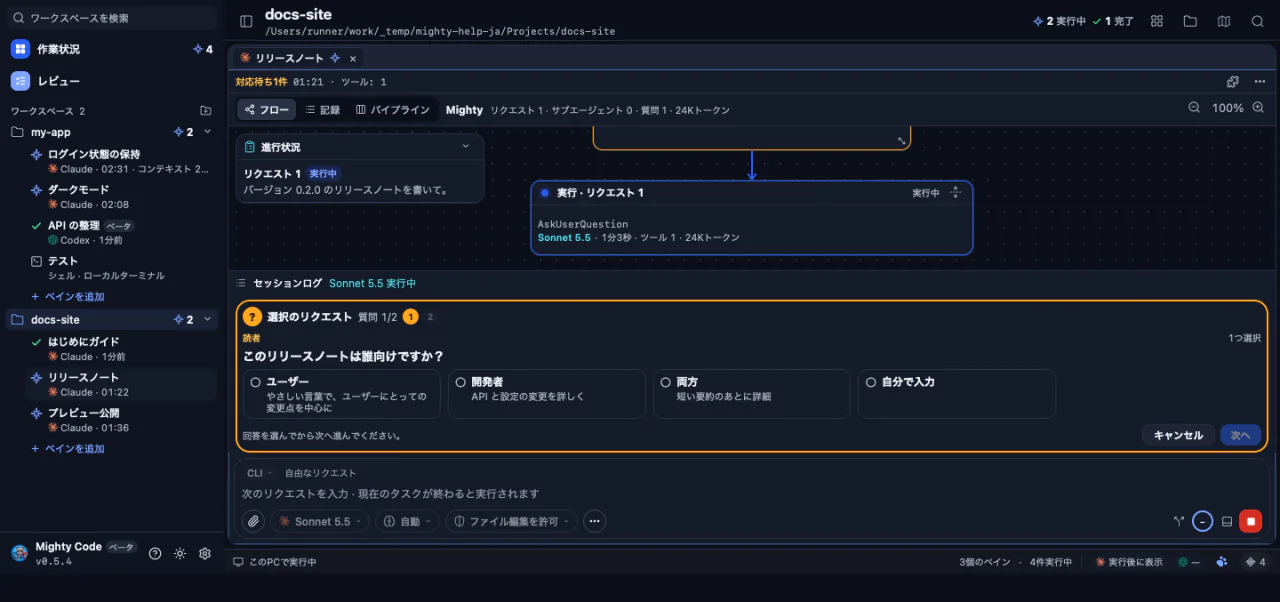 ワークスペースを検索
作業状況 4
レビュー
ワークスペース 2
my-app 2
ログイン状態の保持
Claude · 02:31 · コンテキスト 2...
ダークモード
Claude · 02:08
API の整理 ベータ
Codex · 1分前
テスト
シェル · ローカルターミナル
+ ペインを追加
docs-site 2
はじめにガイド
Claude · 1分前
リリースノート
Claude · 01:22
プレビュー公開
Claude · 01:36
+ ペインを追加
Mighty Code ベータ
v0.5.4
docs-site
/Users/runner/work/_temp/mighty-help-ja/Projects/docs-site
2 実行中 1 完了
リリースノート
対応待ち1件 01:21 · ツール: 1
フロー 記録 パイプライン Mighty リクエスト 1 · サブエージェント 0 · 質問 1 · 24Kトークン
100%
進行状況
リクエスト 1 実行中
バージョン 0.2.0 のリリースノートを書いて。
実行 · リクエスト 1 実行中
AskUserQuestion
Sonnet 5.5 · 1分3秒 · ツール 1 · 24Kトークン
セッションログ Sonnet 5.5 実行中
? 選択のリクエスト 質問 1/2 1 2
読者 1つ選択
このリリースノートは誰向けですか？
ユーザー
やさしい言葉で、ユーザーにとっての
変更点を中心に
開発者
API と設定の変更を詳しく
両方
短い要約のあとに詳細
自分で入力
回答を選んでから次へ進んでください。
キャンセル 次へ
CLI 自由なリクエスト
次のリクエストを入力 · 現在のタスクが終わると実行されます
Sonnet 5.5 自動 ファイル編集を許可
このPCで実行中
3個のペイン · 4件実行中 実行後に表示 — 4